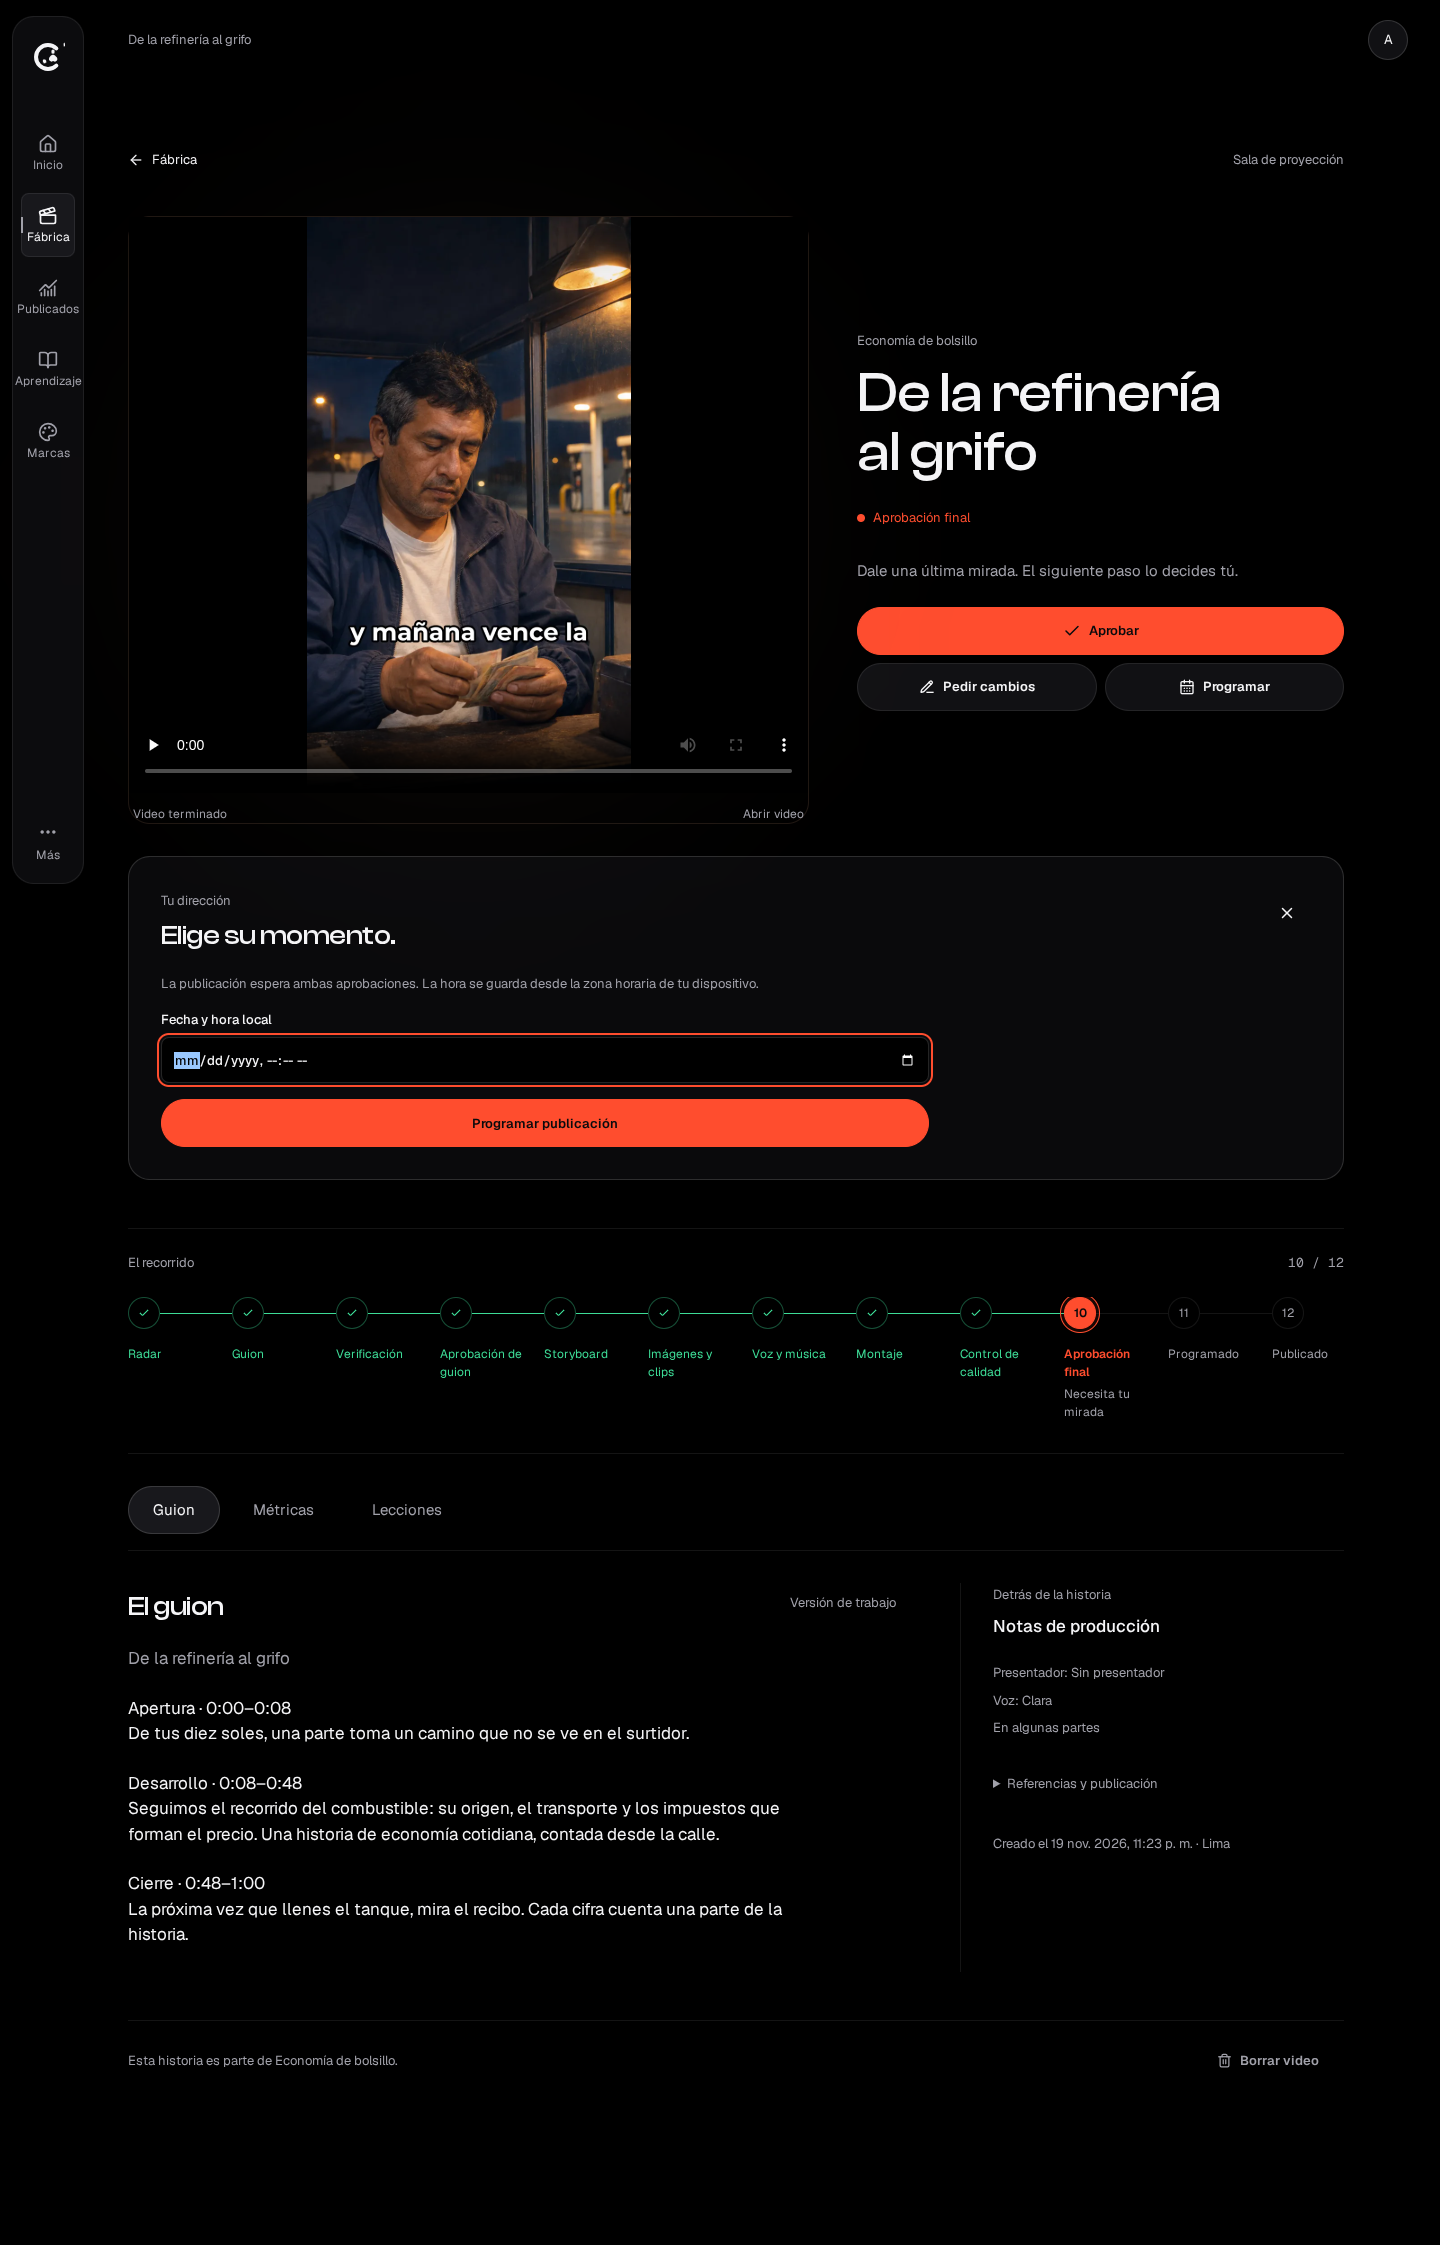 De la refinería al grifo
A
Inicio
Fábrica
Publicados
Aprendizaje
Marcas
Más
Fábrica
Sala de proyección
y mañana vence la
0:00
Video terminado
Abrir video
Economía de bolsillo
De la refinería
al grifo
Aprobación final
Dale una última mirada. El siguiente paso lo decides tú.
Aprobar
Pedir cambios
Programar
Tu dirección
Elige su momento.
La publicación espera ambas aprobaciones. La hora se guarda desde la zona horaria de tu dispositivo.
Fecha y hora local
mm/dd/yyyy, --:-- --
Programar publicación
El recorrido
10 / 12
Radar
Guion
Verificación
Aprobación de
guion
Storyboard
Imágenes y
clips
Voz y música
Montaje
Control de
calidad
10
Aprobación
final
Necesita tu
mirada
11
Programado
12
Publicado
Guion
Métricas
Lecciones
El guion
Versión de trabajo
De la refinería al grifo
Apertura · 0:00–0:08
De tus diez soles, una parte toma un camino que no se ve en el surtidor.
Desarrollo · 0:08–0:48
Seguimos el recorrido del combustible: su origen, el transporte y los impuestos que
forman el precio. Una historia de economía cotidiana, contada desde la calle.
Cierre · 0:48–1:00
La próxima vez que llenes el tanque, mira el recibo. Cada cifra cuenta una parte de la
historia.
Detrás de la historia
Notas de producción
Presentador: Sin presentador
Voz: Clara
En algunas partes
Referencias y publicación
Creado el 19 nov. 2026, 11:23 p. m. · Lima
Esta historia es parte de Economía de bolsillo.
Borrar video